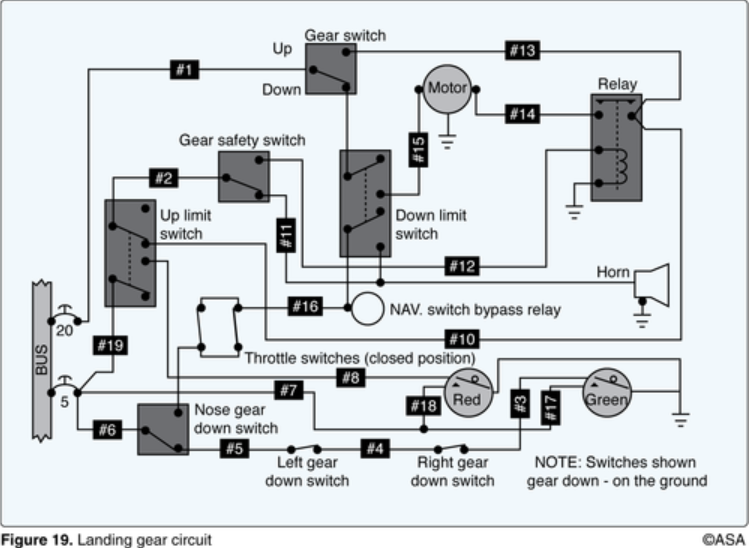 Gear switch
Up
Down
#1
#13
Motor
Relay
#14
#15
Gear safety switch
#2
Up limit
switch
#11
Down limit
switch
#12
Horn
#16
NAV. switch bypass relay
20
BUS
#19
#10
Throttle switches (closed position)
#8
#7
5
Red
Green
#18
#3
#17
Nose gear
down switch
#6
#5
#4
Left gear
down switch
Right gear
down switch
NOTE: Switches shown
gear down - on the ground
Figure 19. Landing gear circuit
©ASA